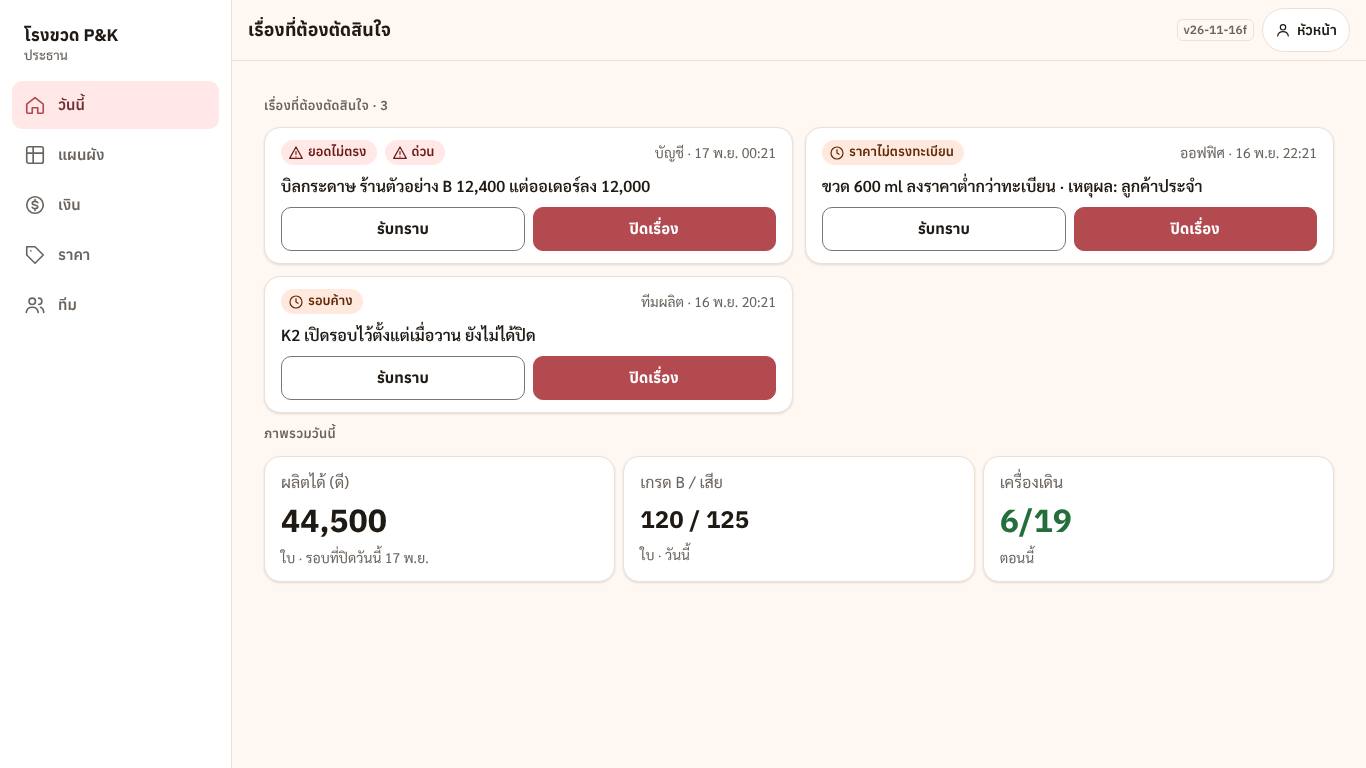 โรงขวด P&K
ประธาน
วันนี้
แผนผัง
เงิน
ราคา
ทีม
เรื่องที่ต้องตัดสินใจ
v26-11-16f
หัวหน้า
เรื่องที่ต้องตัดสินใจ · 3
ยอดไม่ตรง
ด่วน
บัญชี · 17 พ.ย. 00:21
บิลกระดาษ ร้านตัวอย่าง B 12,400 แต่ออเดอร์ลง 12,000
รับทราบ
ปิดเรื่อง
ราคาไม่ตรงทะเบียน
ออฟฟิศ · 16 พ.ย. 22:21
ขวด 600 ml ลงราคาต่ำกว่าทะเบียน · เหตุผล: ลูกค้าประจำ
รับทราบ
ปิดเรื่อง
รอบค้าง
ทีมผลิต · 16 พ.ย. 20:21
K2 เปิดรอบไว้ตั้งแต่เมื่อวาน ยังไม่ได้ปิด
รับทราบ
ปิดเรื่อง
ภาพรวมวันนี้
ผลิตได้ (ดี)
44,500
ใบ · รอบที่ปิดวันนี้ 17 พ.ย.
เกรด B / เสีย
120 / 125
ใบ · วันนี้
เครื่องเดิน
6/19
ตอนนี้